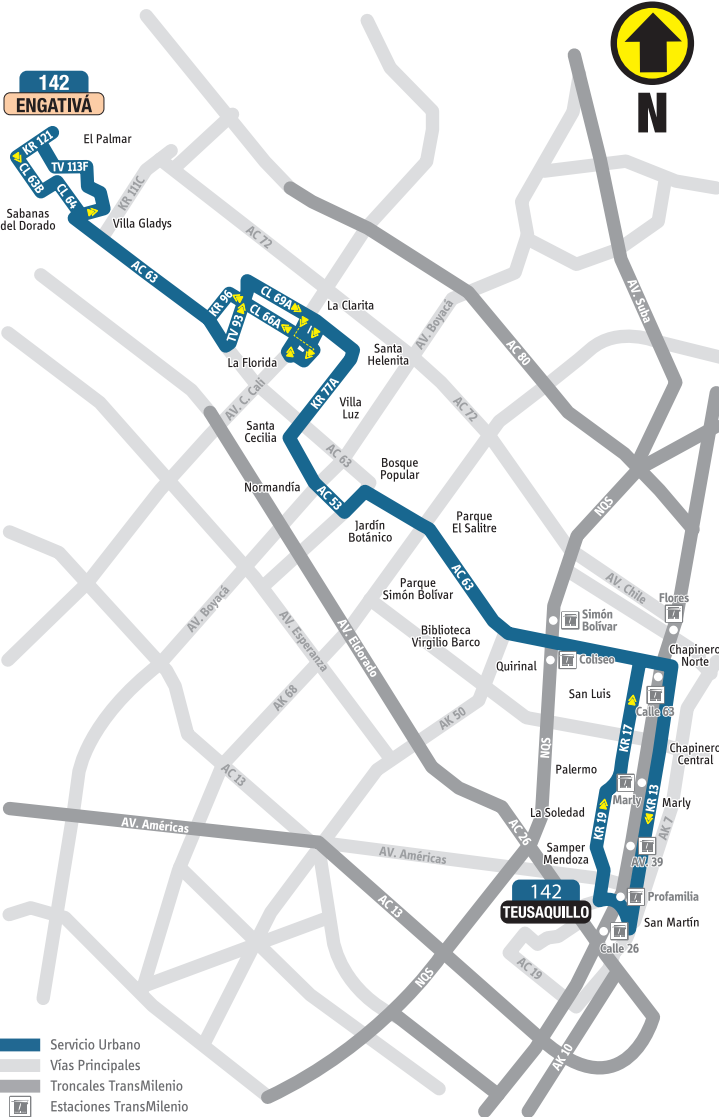 N
142
ENGATIVÁ
KR 121
El Palmar
TV 113F
CL 63B
CL 64
KR 111C
Sabanas
del Dorado
Villa Gladys
AC 72
AC 63
AV. Suba
KR 96
CL 69A
La Clarita
TV 93
CL 66A
AV. Boyacá
AC 80
Santa
Helenita
La Florida
KR 77A
AV. C. Cali
Villa
Luz
AC 72
Santa
Cecilia
AC 63
Bosque
Popular
Normandía
AC 53
NQS
Jardín
Botánico
Parque
El Salitre
AC 63
Parque
Simón Bolívar
AV. Chile
Flores
AV. Boyacá
AV. Esperanza
AV. Eldorado
Biblioteca
Virgilio Barco
Simón
Bolívar
Quirinal
Coliseo
Chapinero
Norte
AK 68
San Luis
AK 50
Calle 63
KR 17
NQS
Chapinero
Central
AC 13
Palermo
Marly
KR 13
Marly
La Soledad
KR 19
AK 7
AV. Américas
AC 26
AV. Américas
Samper
Mendoza
AV. 39
142
TEUSAQUILLO
Profamilia
AC 13
San Martín
Calle 26
AC 19
NQS
AK 10
Servicio Urbano
Vías Principales
Troncales TransMilenio
Estaciones TransMilenio